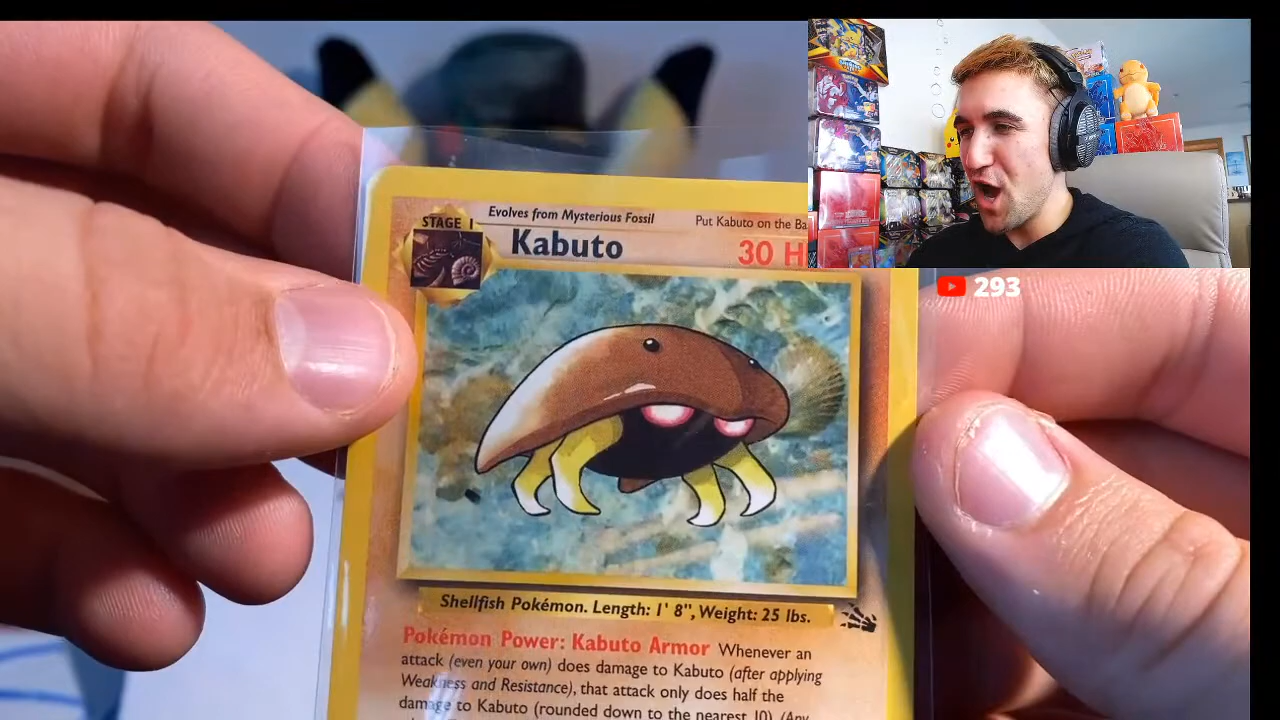 STAGE 1
Evolves from Mysterious Fossil
Put Kabuto on the Ba
Kabuto
30 H
293
Shellfish Pokémon. Length: 1' 8", Weight: 25 lbs.
Pokémon Power: Kabuto Armor Whenever an
attack (even your own) does damage to Kabuto (after applying
Weakness and Resistance), that attack only does half the
damage to Kabuto (rounded down to the nearest 10). (Any